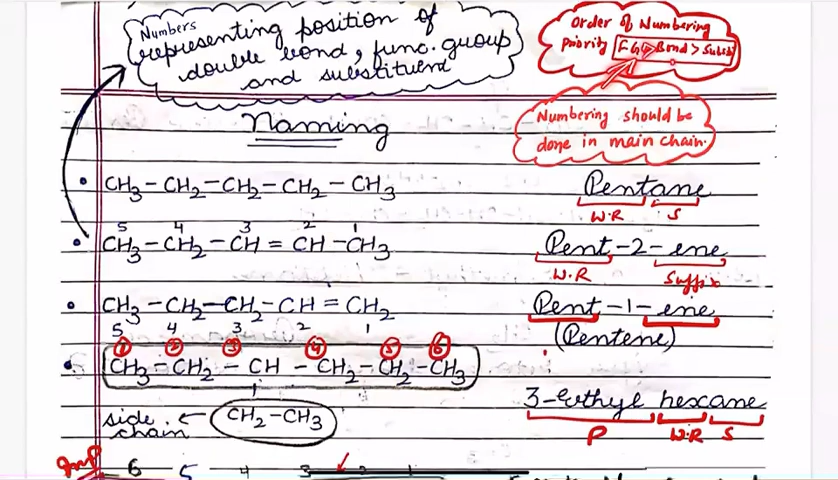 Numbers
representing position of
double bond, func. group
and substituent
Order of Numbering
Priority FG > Bond > Substi
Numbering should be
done in main chain.
Naming
• CH3 – CH2 – CH2 – CH2 – CH3
Pentane
W.R S
5 4 3 2 1
• CH3 – CH2 – CH = CH – CH3
Pent – 2 – ene
W.R Suffix
• CH3 – CH2 – CH2 – CH = CH2
Pent – 1 – ene
5 4 3 2 1
(Pentene)
1 2 3 4 5 6
• CH3 – CH2 – CH – CH2 – CH2 – CH3
CH2 – CH3
side
chain
3-Ethyl hexane
P W.R S
Imp
6 5 4 3 2 1